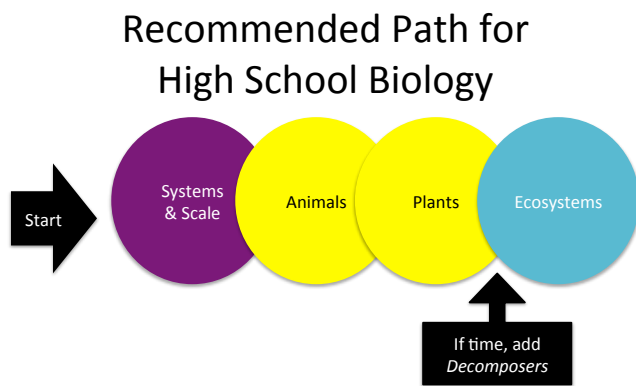 Recommended Path for
High School Biology
Start
Systems
& Scale
Animals
Plants
Ecosystems
If time, add
Decomposers